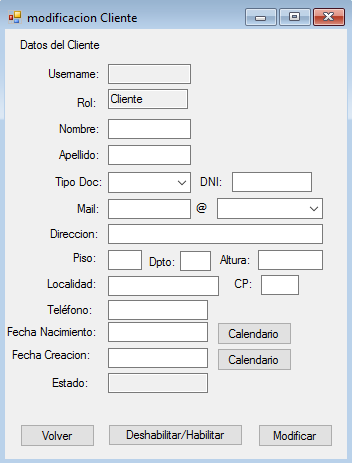 modificacion Cliente
Datos del Cliente
Username:
Rol: Cliente
Nombre:
Apellido:
Tipo Doc: DNI:
Mail: @
Direccion:
Piso: Dpto: Altura:
Localidad: CP:
Teléfono:
Fecha Nacimiento: Calendario
Fecha Creacion: Calendario
Estado:
Volver Deshabilitar/Habilitar Modificar